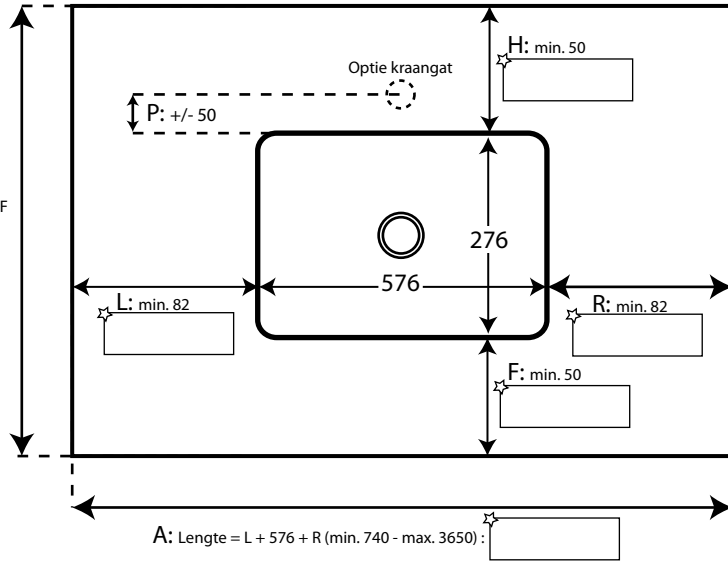 H: min. 50
Optie kraangat
P: +/- 50
F
276
576
L: min. 82
R: min. 82
F: min. 50
A: Lengte = L + 576 + R (min. 740 - max. 3650) :